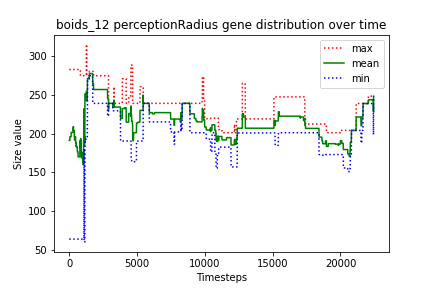 boids_12 perceptionRadius gene distribution over time
max
mean
min
Size value
300
250
200
150
100
50
0
5000
10000
15000
20000
Timesteps